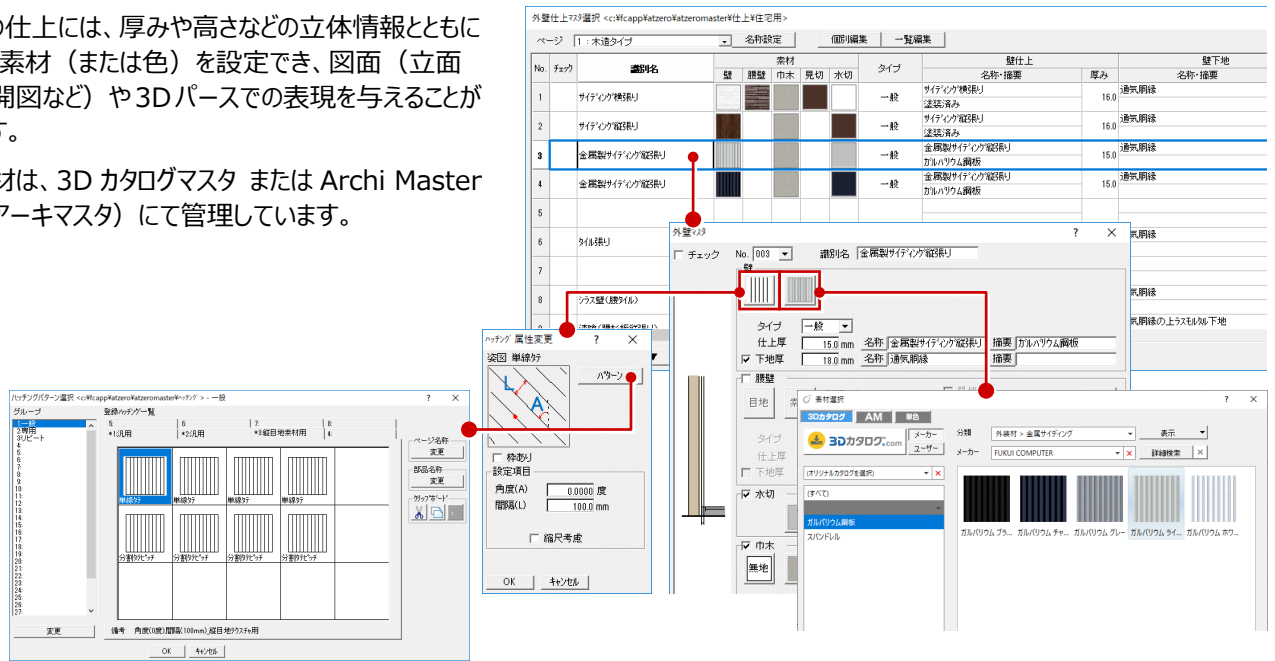 の仕上には、厚みや高さなどの立体情報とともに
素材（または色）を設定でき、図面（立面
開図など）や3Dパースでの表現を与えることが
す。
材は、3D カタログマスタ または Archi Master
アーキマスタ）にて管理しています。
外壁仕上マスタ選択 <c:¥fcapp¥atzero¥atzeromaster¥仕上¥住宅用>
ページ 1：木造タイプ 名称設定 個別編集 一覧編集
No. チェック 識別名 素材 タイプ 壁仕上 壁下地
壁 腰壁 巾木 見切 水切 名称・摘要 厚み 名称・摘要
1 サイディング横張り 一般 サイディング横張り 16.0 通気胴縁
塗装済み
2 サイディング縦張り 一般 サイディング縦張り 16.0 通気胴縁
塗装済み
3 金属製サイディング縦張り 一般 金属製サイディング縦張り 15.0 通気胴縁
ガルバリウム鋼板
4 金属製サイディング縦張り 一般 金属製サイディング縦張り 15.0 通気胴縁
ガルバリウム鋼板
5
6 タイル張り 気胴縁
7
8 シラス壁(腰タイル) 気胴縁
気胴縁の上ラスモルタル下地
外壁マスタ ? ×
チェック No. 003 識別名 金属製サイディング縦張り
壁
タイプ 一般
仕上厚 15.0 mm 名称 金属製サイディング縦張り 摘要 ガルバリウム鋼板
下地厚 18.0 mm 名称 通気胴縁 摘要
腰壁
目地
タイプ
仕上厚
下地厚
水切
巾木
無地
ハッチング属性変更 ? ×
姿図 単線タテ
パターン
L
A
枠あり
設定項目
角度(A) 0.0000 度
間隔(L) 100.0 mm
縮尺考慮
OK キャンセル
ハッチングパターン選択 <c:¥fcapp¥atzero¥atzeromaster¥ハッチング> - 一般 ? ×
グループ 登録ハッチング一覧
1:一般
2:専用
3:リピート
4:
5:
6:
7:
8:
9:
10:
11:
12:
13:
14:
15:
16:
17:
18:
19:
20:
21:
22:
23:
24:
25:
26:
27:
変更
5: 6: 7: 8:
*1:汎用 *2:汎用 *3:縦目地素材用 4:
単線タテ 単線タテ 単線タテ 単線タテ
分割タテピッチ 分割タテピッチ 分割タテピッチ 分割タテピッチ
ページ名称
変更
部品名称
変更
クリップボード
備考 角度(0度)間隔(100mm)_縦目地テクスチャ用
OK キャンセル
素材選択 ? ×
3Dカタログ AM 単色
3Dカタログ.com メーカー
ユーザー
分類 外装材 > 金属サイディング 表示
メーカー FUKUI COMPUTER × 詳細検索 ×
(オリジナルカタログを選択) ×
(すべて)
ガルバリウム鋼板
スパンドレル
ガルバリウム ブラ... ガルバリウム チャ... ガルバリウム グレー ガルバリウム ライ... ガルバリウム ホワ...